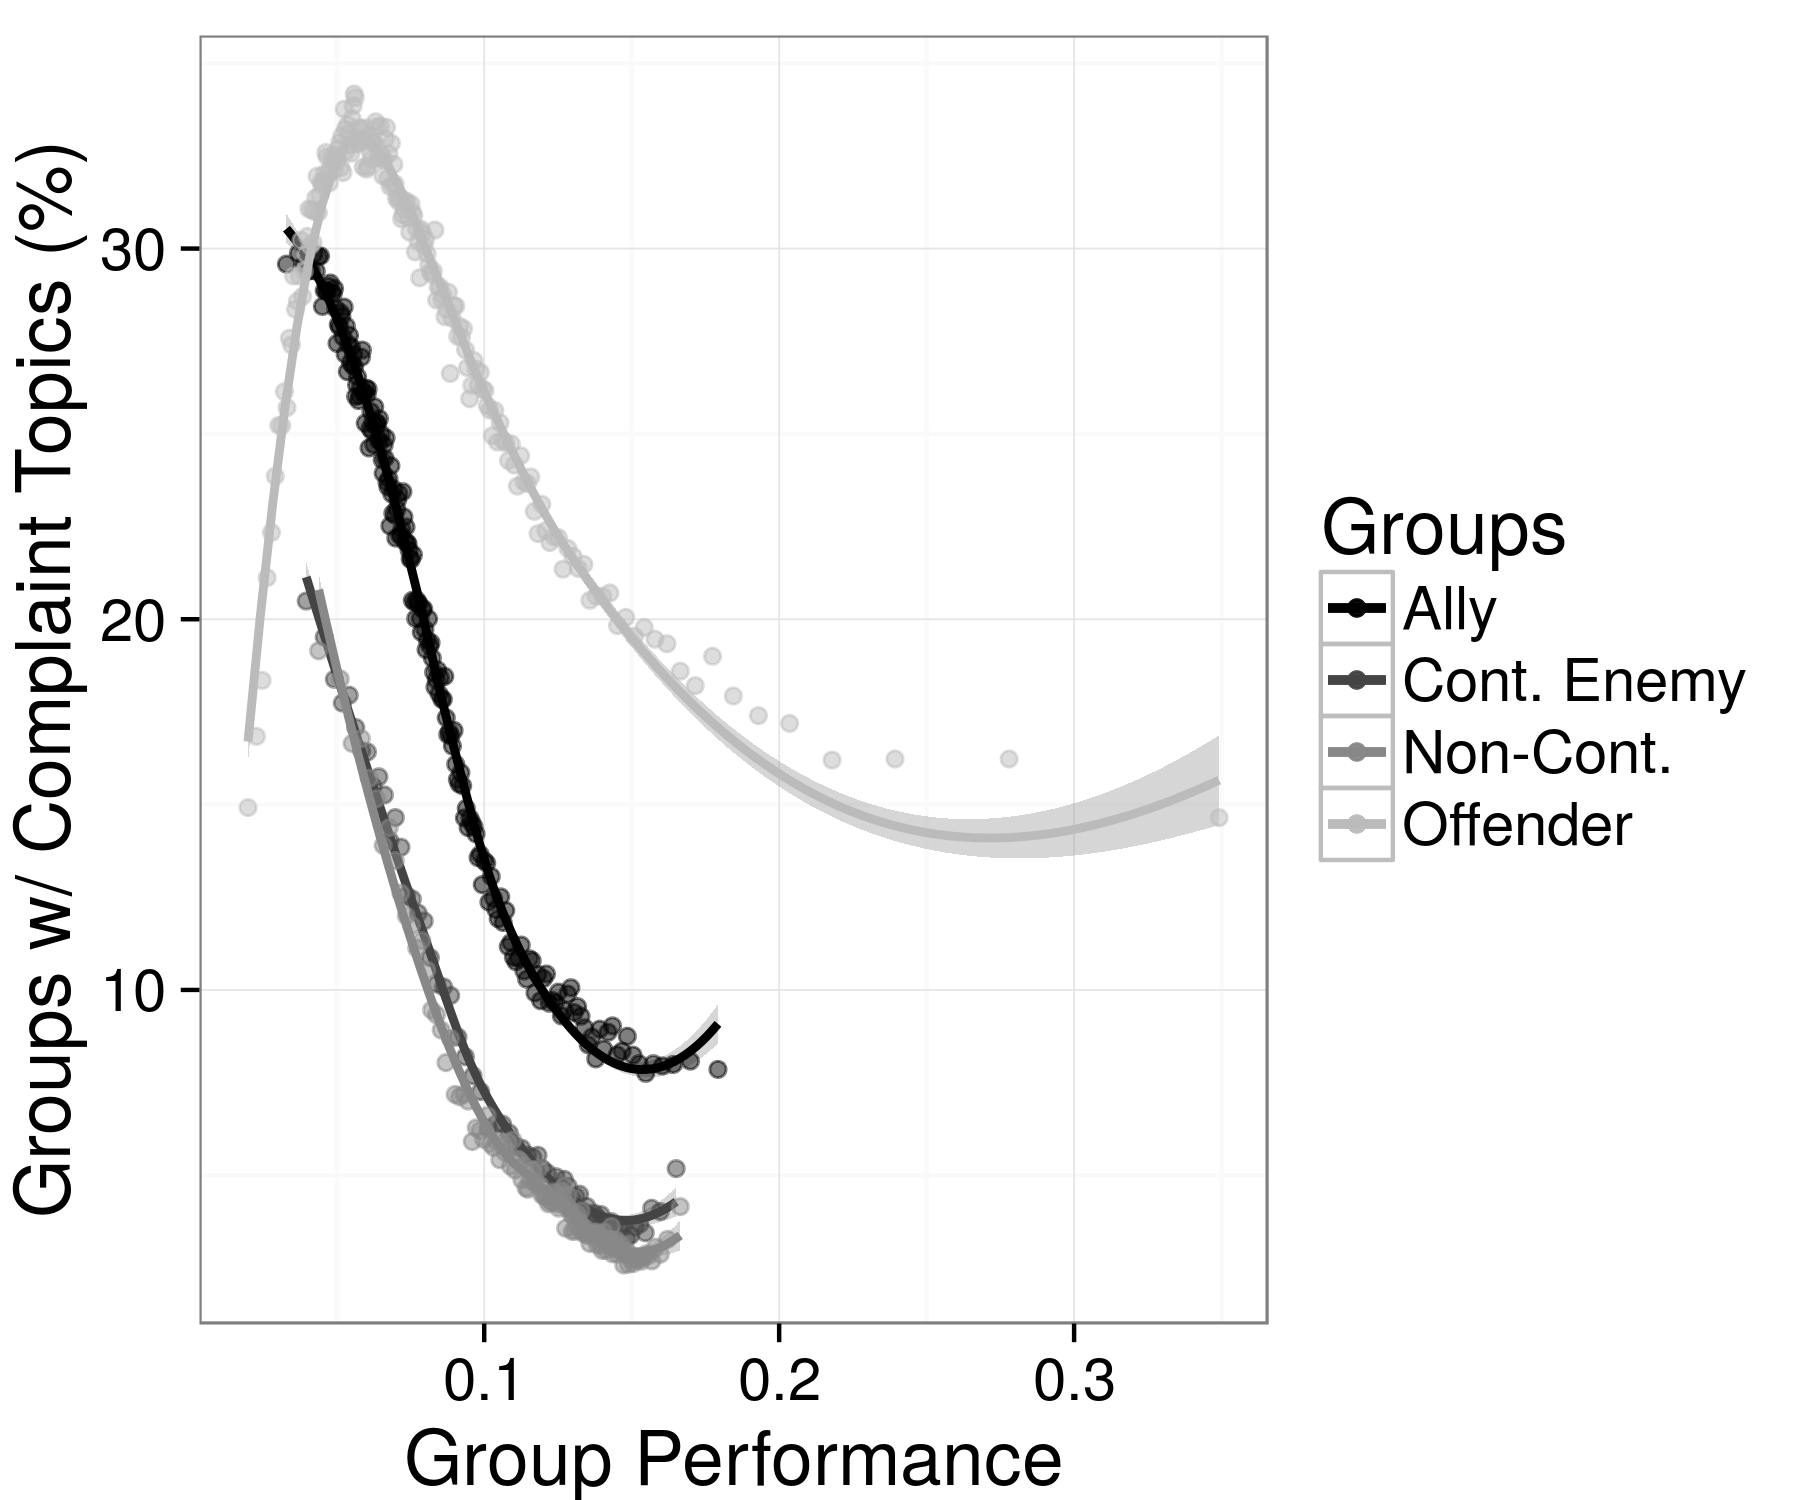 Groups w/ Complaint Topics (%)
30
20
10
0.1
0.2
0.3
Group Performance
Groups
Ally
Cont. Enemy
Non-Cont.
Offender